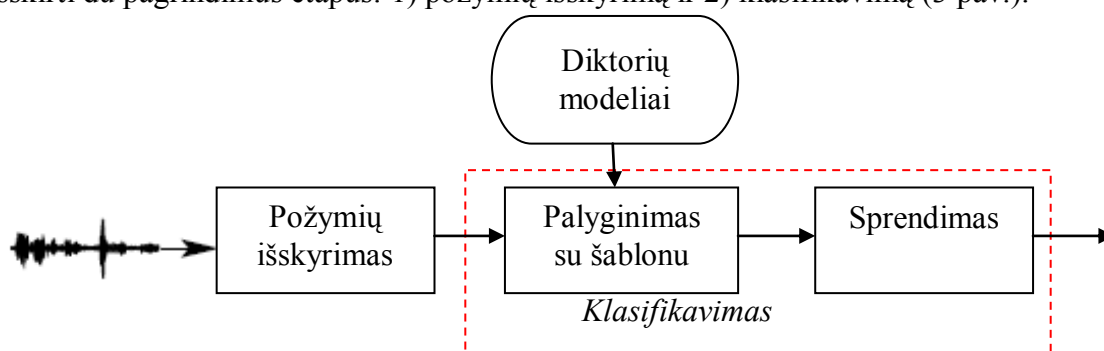 išskirti du pagrindinius etapus: 1) požymių išskyrimą ir 2) klasifikavimą (3 pav.).
Diktorių
modeliai
Požymių
išskyrimas
Palyginimas
su šablonu
Sprendimas
Klasifikavimas